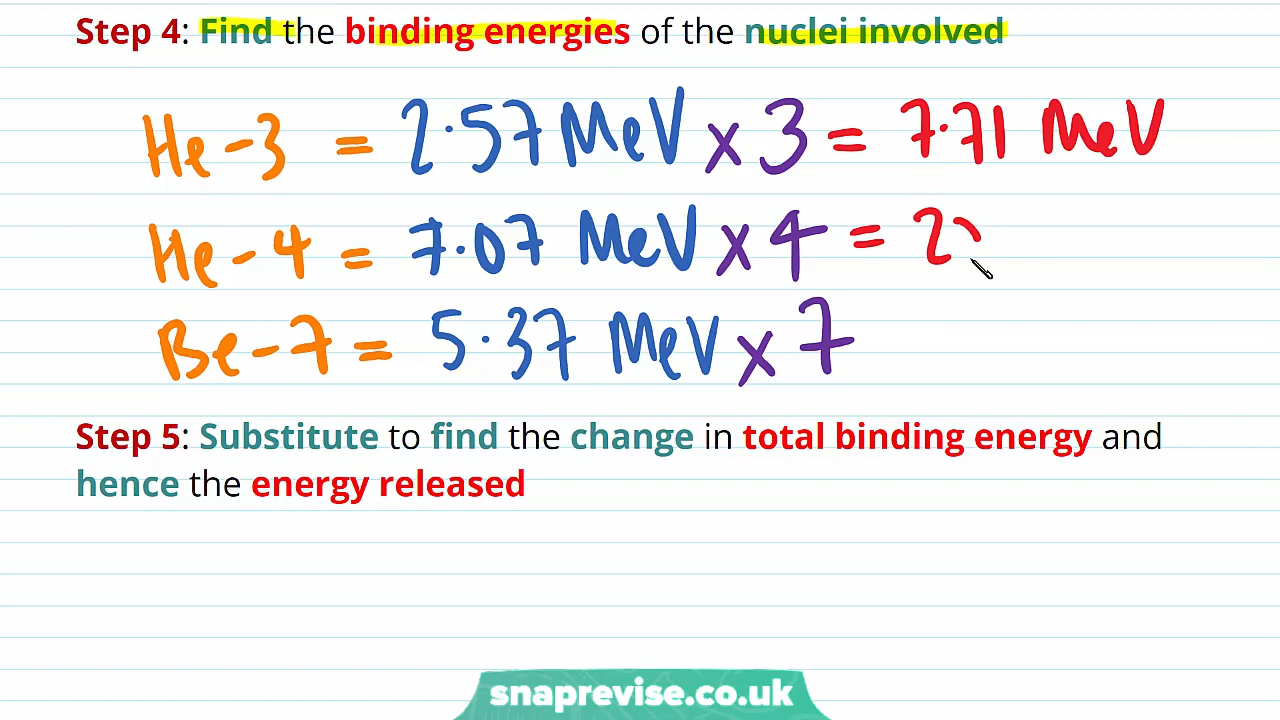 Step 4: Find the binding energies of the nuclei involved
He-3 = 2.57 MeV x 3 = 7.71 MeV
He-4 = 7.07 MeV x 4 = 2
Be-7 = 5.37 MeV x 7
Step 5: Substitute to find the change in total binding energy and
hence the energy released
snaprevise.co.uk